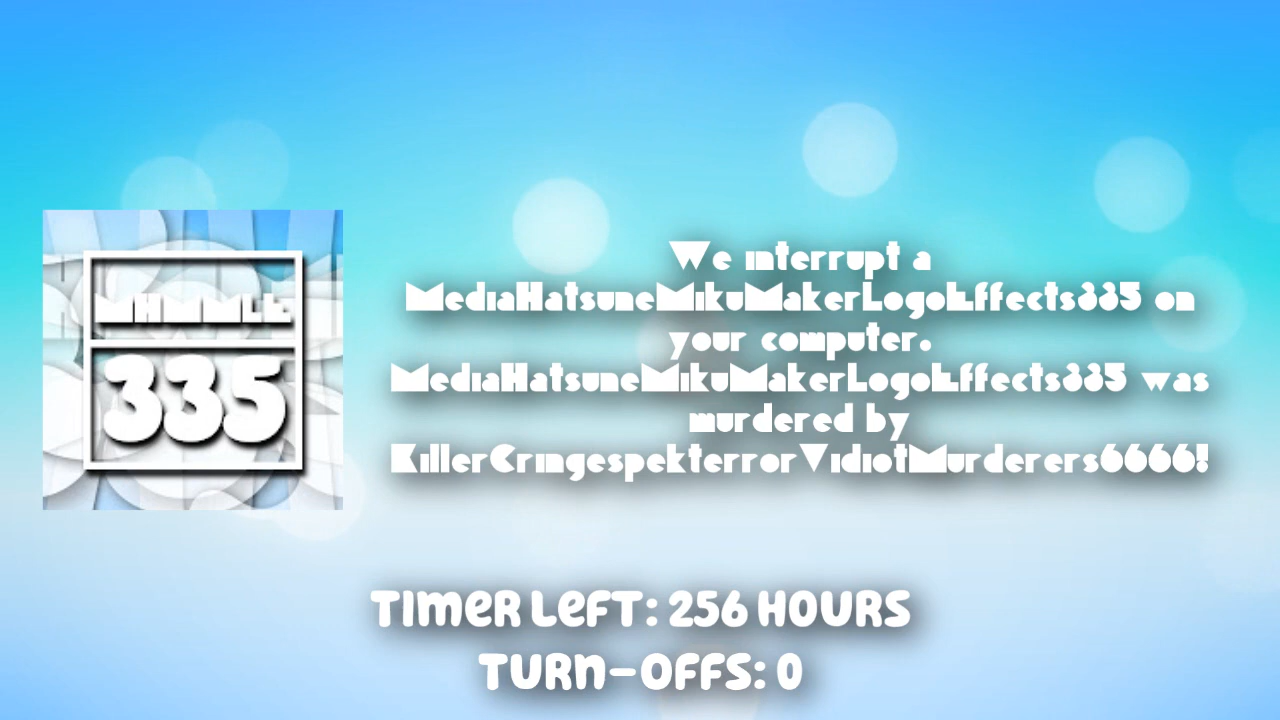 MHMMLE
335
We interrupt a
MediaHatsuneMikuMakerLogoEffects335 on
your computer.
MediaHatsuneMikuMakerLogoEffects335 was
murdered by
KillerCringespekterrorVidiotMurderers6666!
Timer Left: 256 Hours
Turn-offs: 0